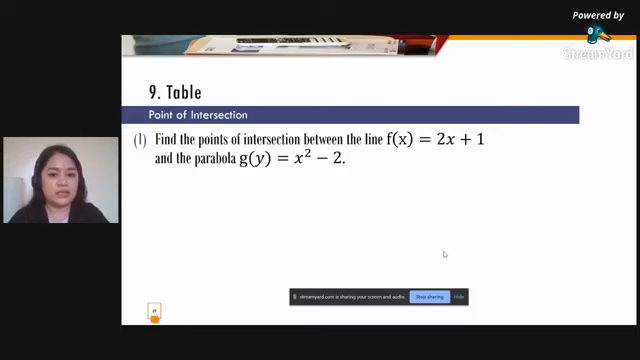 Powered by
StreamYard
9. Table
Point of Intersection
(1) Find the points of intersection between the line f(x) = 2x + 1
and the parabola g(y) = x² − 2.
streamyard.com is sharing your screen and audio.
Stop sharing
Hide